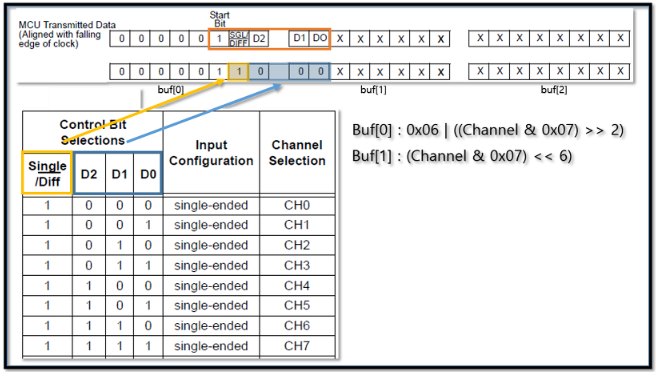 Start
Bit
MCU Transmitted Data
(Aligned with falling
edge of clock)
0 0 0 0 0 1 SGL/DIFF D2 D1 DO X X X X X X X X X X X X X X
0 0 0 0 0 1 1 0 0 0 X X X X X X X X X X X X X X
buf[0] buf[1] buf[2]
Control Bit
Selections
Input
Configuration
Channel
Selection
Single
/Diff
D2 D1 D0
1 0 0 0 single-ended CH0
1 0 0 1 single-ended CH1
1 0 1 0 single-ended CH2
1 0 1 1 single-ended CH3
1 1 0 0 single-ended CH4
1 1 0 1 single-ended CH5
1 1 1 0 single-ended CH6
1 1 1 1 single-ended CH7
Buf[0] : 0x06 | ((Channel & 0x07) >> 2)
Buf[1] : (Channel & 0x07) << 6)